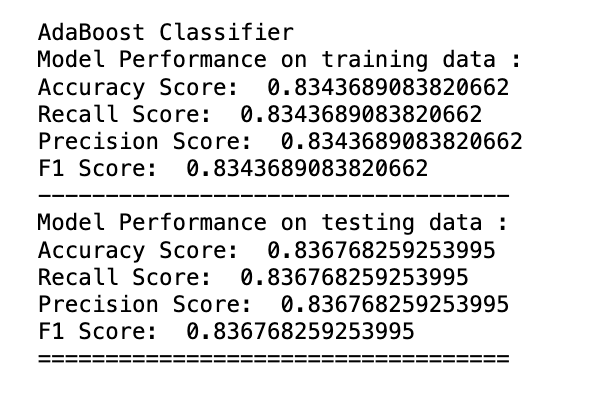 AdaBoost Classifier
Model Performance on training data :
Accuracy Score:  0.8343689083820662
Recall Score:  0.8343689083820662
Precision Score:  0.8343689083820662
F1 Score:  0.8343689083820662
-----------------------------------
Model Performance on testing data :
Accuracy Score:  0.836768259253995
Recall Score:  0.836768259253995
Precision Score:  0.836768259253995
F1 Score:  0.836768259253995
===================================